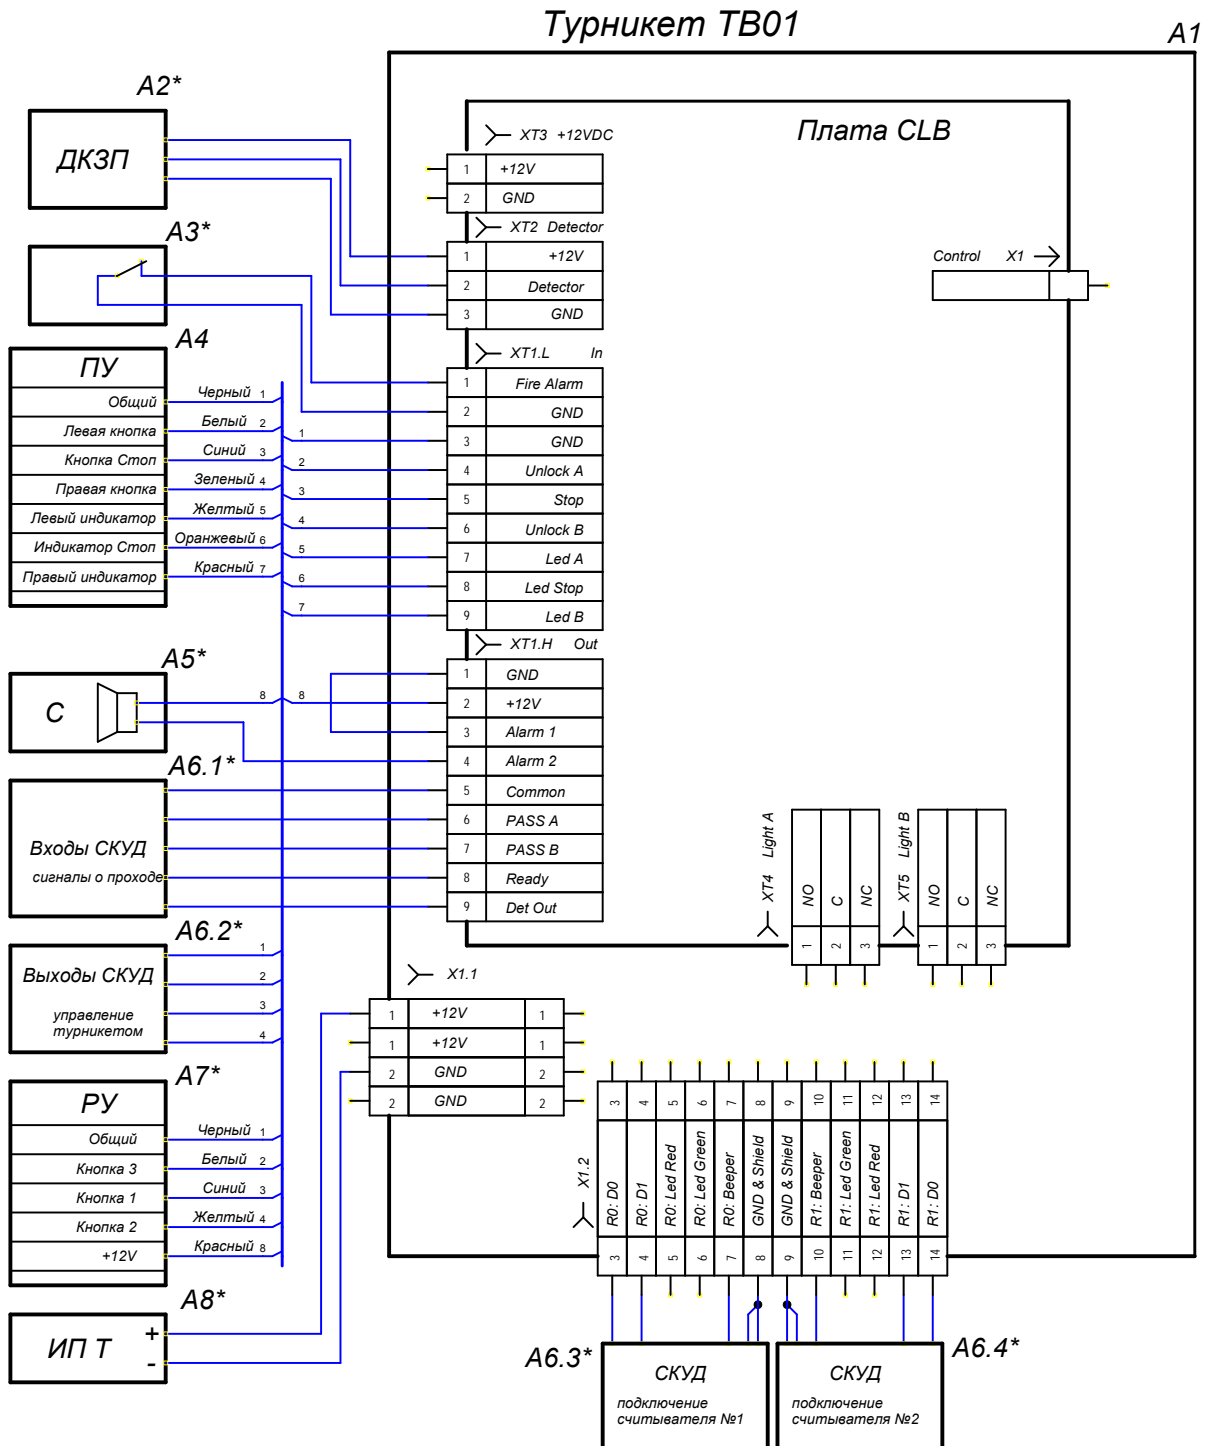 Турникет ТВ01
A1
A2*
ДКЗП
A3*
A4
ПУ
Общий
Левая кнопка
Кнопка Стоп
Правая кнопка
Левый индикатор
Индикатор Стоп
Правый индикатор
Черный 1
Белый 2
Синий 3
Зеленый 4
Желтый 5
Оранжевый 6
Красный 7
1
2
3
4
5
6
7
A5*
С
8 8
A6.1*
Входы СКУД
сигналы о проходе
A6.2*
Выходы СКУД
управление
турникетом
1
2
3
4
A7*
РУ
Общий
Кнопка 3
Кнопка 1
Кнопка 2
+12V
Черный 1
Белый 2
Синий 3
Желтый 4
Красный 8
A8*
ИП Т
+
-
Плата CLB
XT3 +12VDC
1 +12V
2 GND
XT2 Detector
1 +12V
2 Detector
3 GND
XT1.L In
1 Fire Alarm
2 GND
3 GND
4 Unlock A
5 Stop
6 Unlock B
7 Led A
8 Led Stop
9 Led B
XT1.H Out
1 GND
2 +12V
3 Alarm 1
4 Alarm 2
5 Common
6 PASS A
7 PASS B
8 Ready
9 Det Out
Control X1
XT4 Light A
1 NO
2 C
3 NC
XT5 Light B
1 NO
2 C
3 NC
X1.1
1 +12V 1
1 +12V 1
2 GND 2
2 GND 2
X1.2
3 R0: D0 3
4 R0: D1 4
5 R0: Led Red 5
6 R0: Led Green 6
7 R0: Beeper 7
8 GND & Shield 8
9 GND & Shield 9
10 R1: Beeper 10
11 R1: Led Green 11
12 R1: Led Red 12
13 R1: D1 13
14 R1: D0 14
A6.3*
СКУД
подключение
считывателя №1
A6.4*
СКУД
подключение
считывателя №2